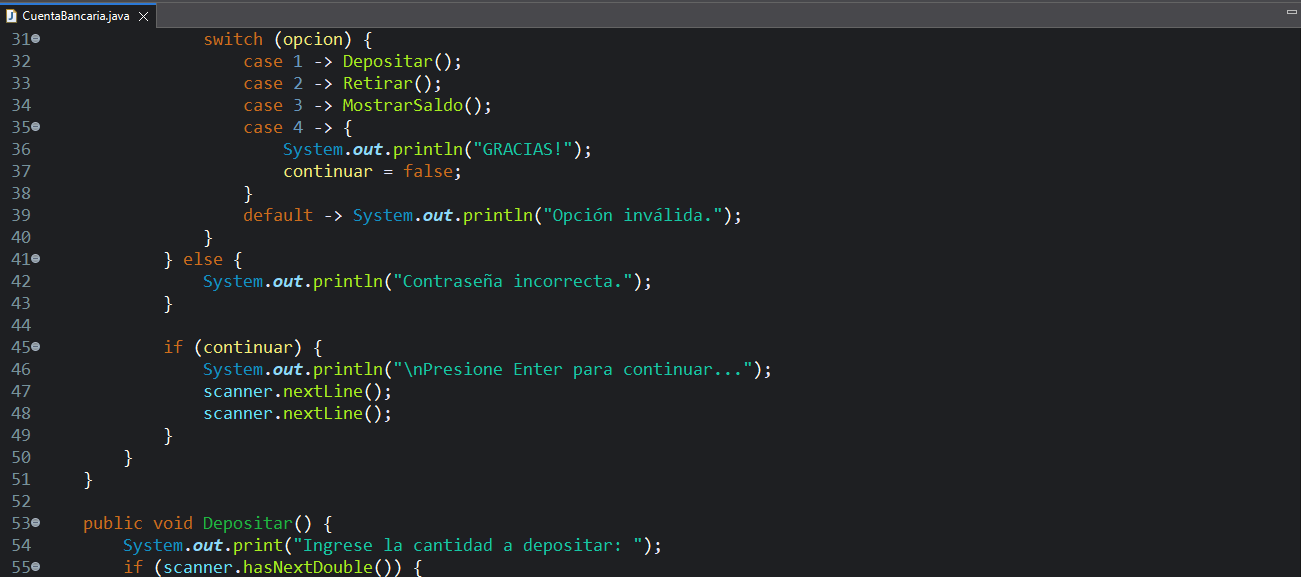 CuentaBancaria.java
31 switch (opcion) {
32 case 1 -> Depositar();
33 case 2 -> Retirar();
34 case 3 -> MostrarSaldo();
35 case 4 -> {
36 System.out.println("GRACIAS!");
37 continuar = false;
38 }
39 default -> System.out.println("Opción inválida.");
40 }
41 } else {
42 System.out.println("Contraseña incorrecta.");
43 }
44
45 if (continuar) {
46 System.out.println("\nPresione Enter para continuar...");
47 scanner.nextLine();
48 scanner.nextLine();
49 }
50 }
51 }
52
53 public void Depositar() {
54 System.out.print("Ingrese la cantidad a depositar: ");
55 if (scanner.hasNextDouble()) {